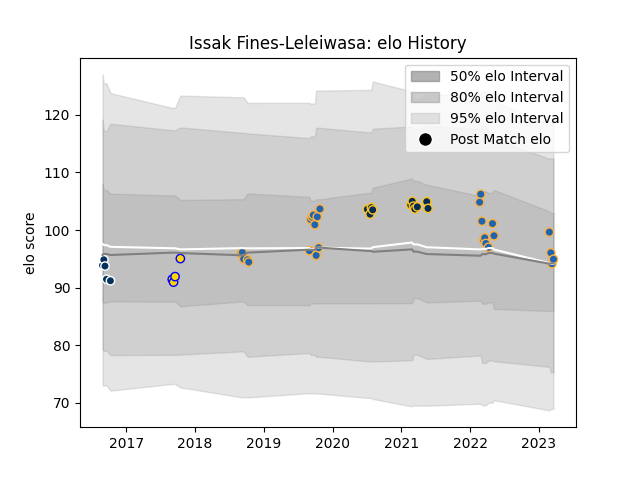 Issak Fines-Leleiwasa: elo History
50% elo Interval
80% elo Interval
95% elo Interval
Post Match elo
elo score
120
110
100
90
80
70
2017 2018 2019 2020 2021 2022 2023